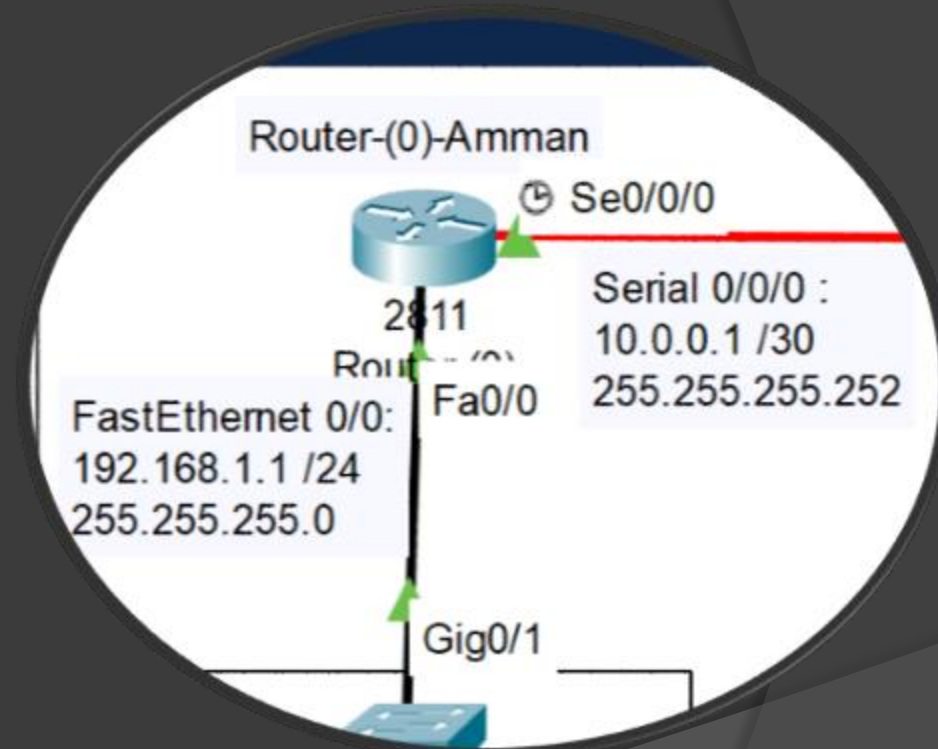 Router-(0)-Amman
Se0/0/0
Serial 0/0/0 :
10.0.0.1 /30
255.255.255.252
2811
Fa0/0
FastEthernet 0/0:
192.168.1.1 /24
255.255.255.0
Gig0/1